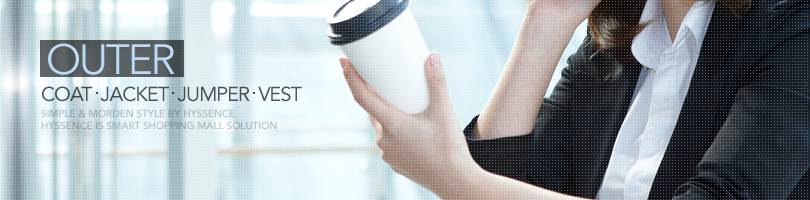 OUTER
COAT·JACKET·JUMPER·VEST
SIMPLE & MORDEN STYLE BY HYSSENCE
HYSSENCE IS SMART SHOPPING MALL SOLUTION